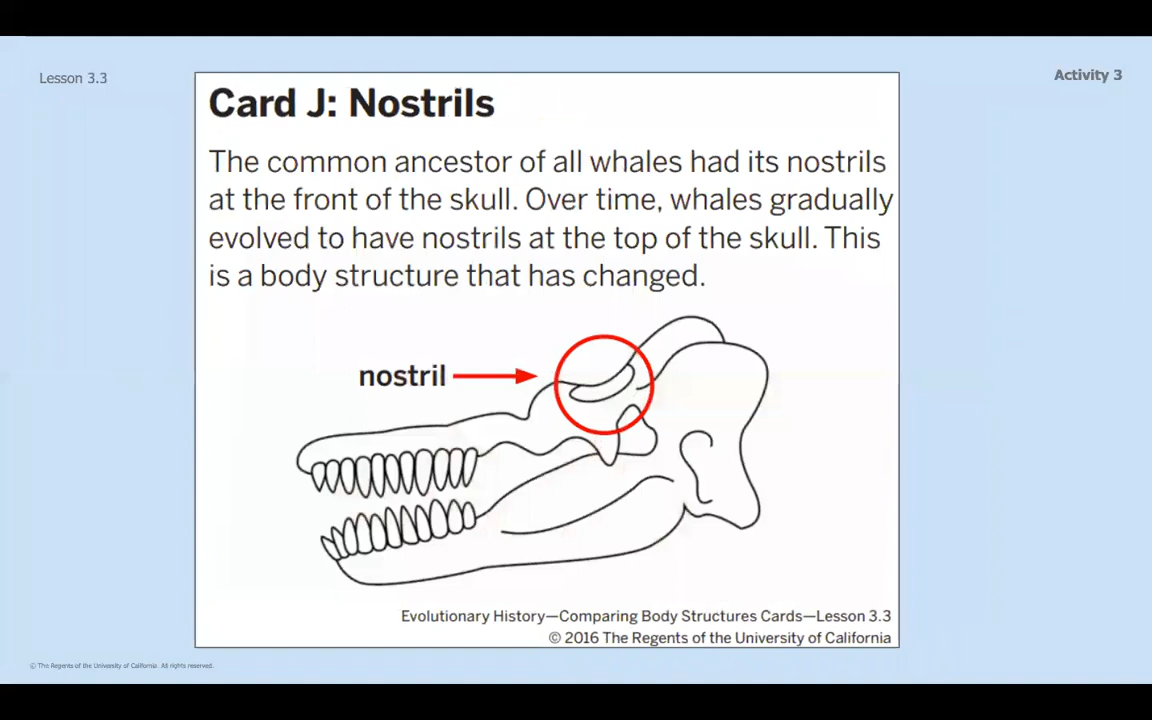 Lesson 3.3
Activity 3
Card J: Nostrils
The common ancestor of all whales had its nostrils
at the front of the skull. Over time, whales gradually
evolved to have nostrils at the top of the skull. This
is a body structure that has changed.
nostril
Evolutionary History—Comparing Body Structures Cards—Lesson 3.3
© 2016 The Regents of the University of California
© The Regents of the University of California. All rights reserved.